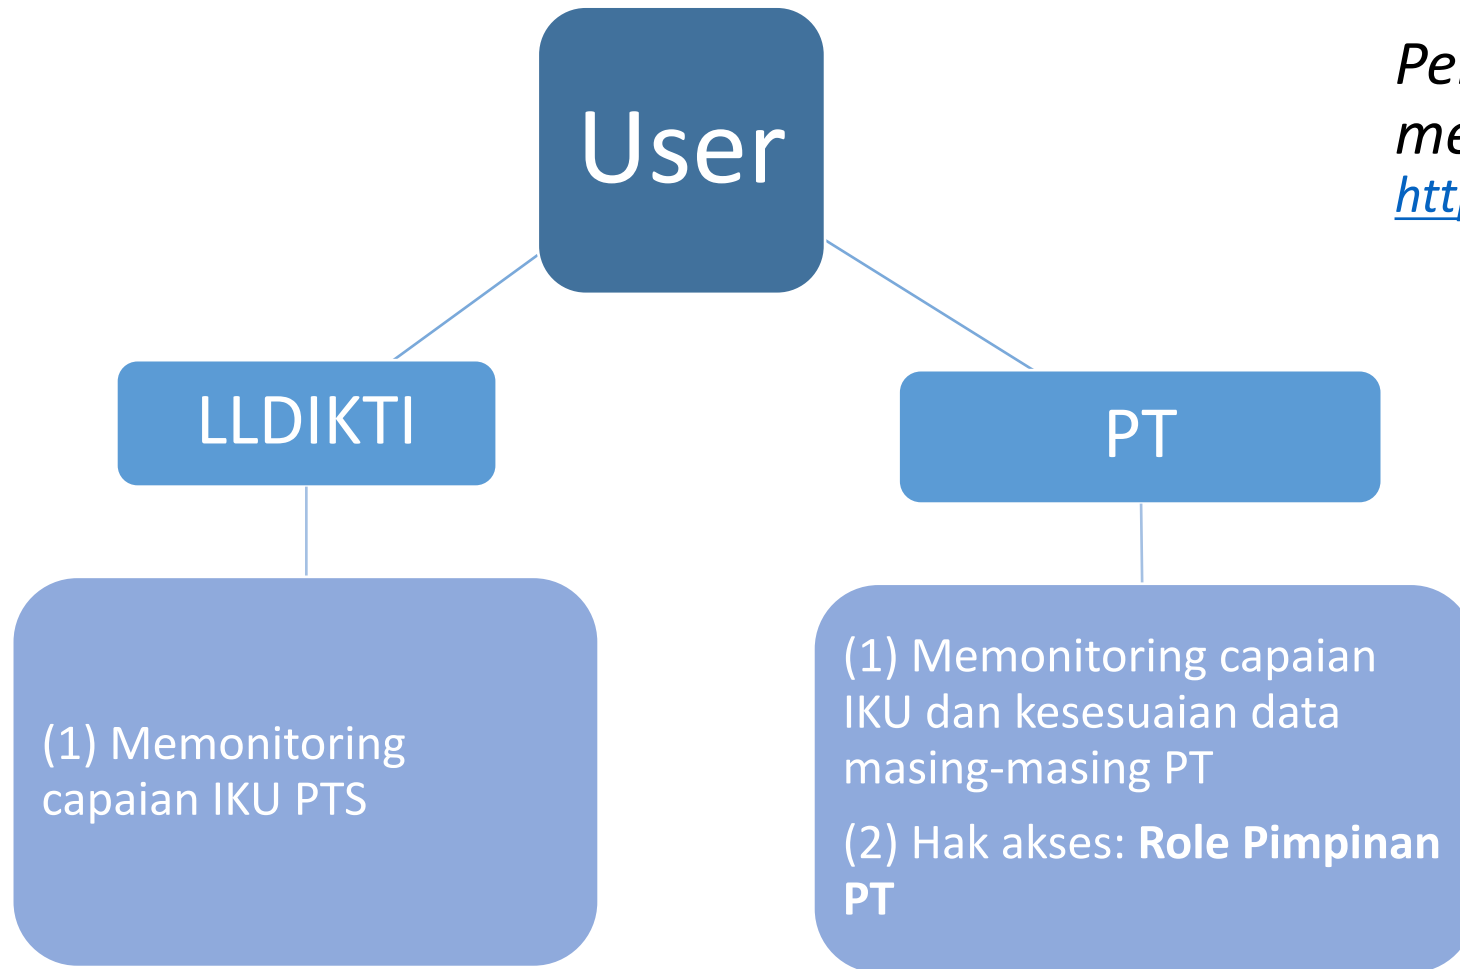 User
LLDIKTI
PT
(1) Memonitoring
capaian IKU PTS
(1) Memonitoring capaian
IKU dan kesesuaian data
masing-masing PT
(2) Hak akses: Role Pimpinan
PT